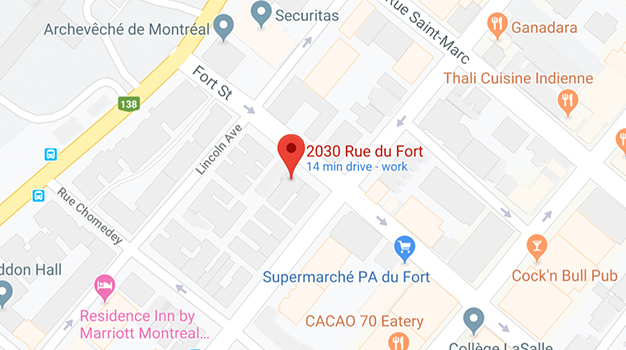 Securitas
Archevêché de Montréal
Rue Saint-Marc
Ganadara
Fort St
Thali Cuisine Indienne
138
Lincoln Ave
2030 Rue du Fort
14 min drive - work
Rue Chomedey
ddon Hall
Supermarché PA du Fort
Cock'n Bull Pub
Residence Inn by
Marriott Montreal...
CACAO 70 Eatery
Collège LaSalle